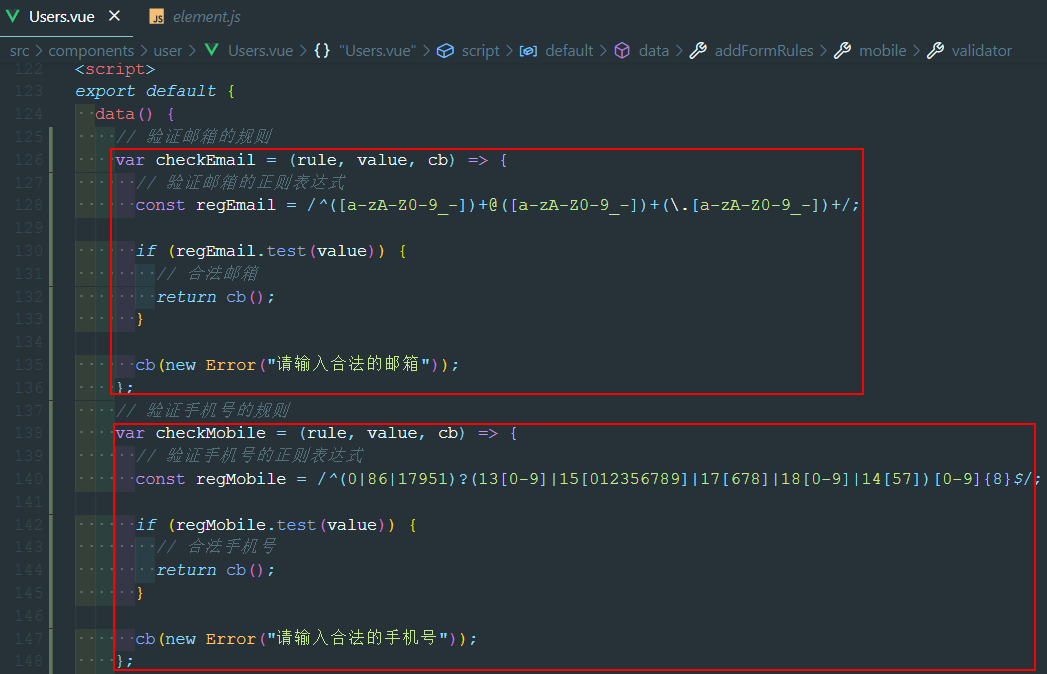 Users.vue × element.js
src > components > user > Users.vue > {} "Users.vue" > script > default > data > addFormRules > mobile > validator
122 <script>
123 export default {
124 data() {
125 // 验证邮箱的规则
126 var checkEmail = (rule, value, cb) => {
127 // 验证邮箱的正则表达式
128 const regEmail = /^([a-zA-Z0-9_-])+@([a-zA-Z0-9_-])+(\.[a-zA-Z0-9_-])+/;
129
130 if (regEmail.test(value)) {
131 // 合法邮箱
132 return cb();
133 }
134
135 cb(new Error("请输入合法的邮箱"));
136 };
137 // 验证手机号的规则
138 var checkMobile = (rule, value, cb) => {
139 // 验证手机号的正则表达式
140 const regMobile = /^(0|86|17951)?(13[0-9]|15[012356789]|17[678]|18[0-9]|14[57])[0-9]{8}$/;
141
142 if (regMobile.test(value)) {
143 // 合法手机号
144 return cb();
145 }
146
147 cb(new Error("请输入合法的手机号"));
148 };